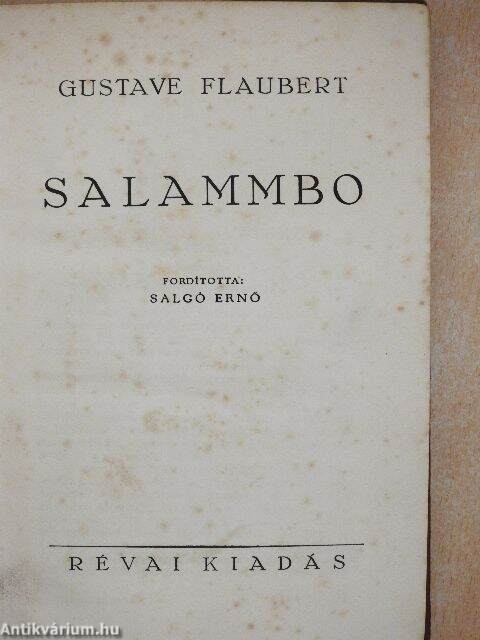 GUSTAVE FLAUBERT
SALAMMBO
FORDÍTOTTA:
SALGÓ ERNŐ
RÉVAI KIADÁS
Antikvárium.hu